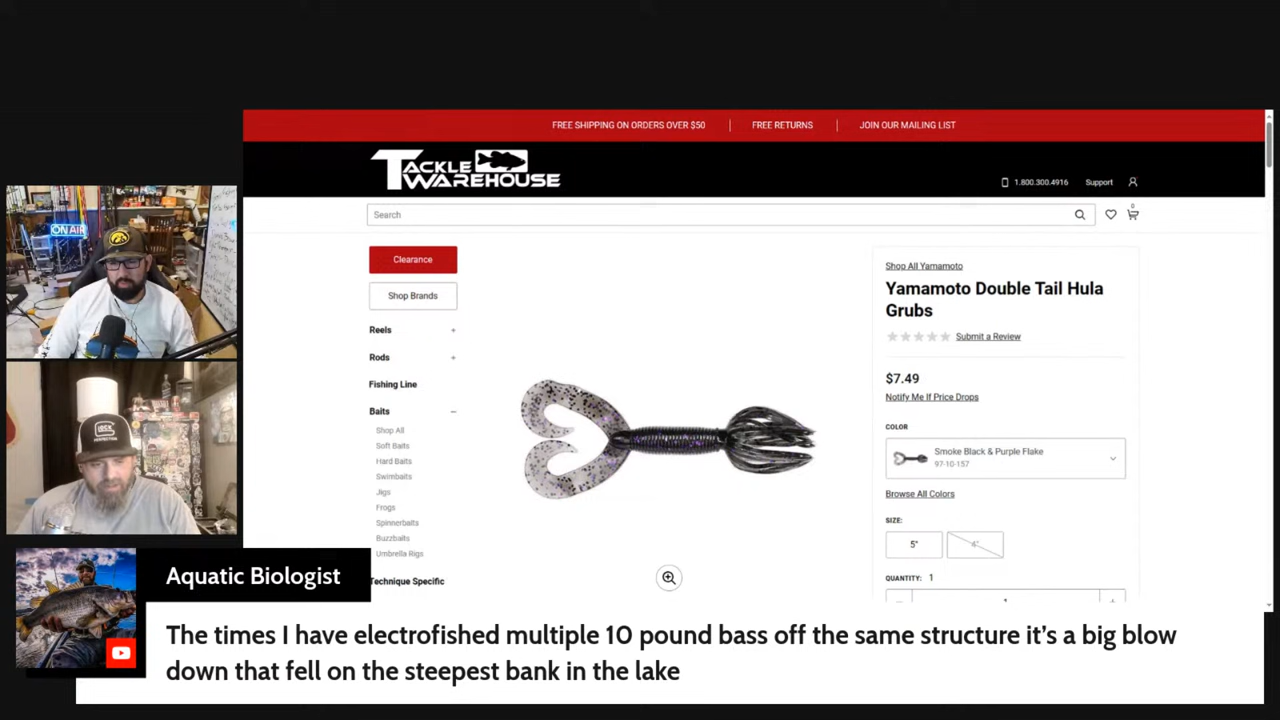 FREE SHIPPING ON ORDERS OVER $50
FREE RETURNS
JOIN OUR MAILING LIST
TACKLE
WAREHOUSE
1.800.300.4916
Support
Search
0
ON AIR
GLOCK
PERFECTION
Clearance
Shop Brands
Reels +
Rods +
Fishing Line
Baits −
Shop All
Soft Baits
Hard Baits
Swimbaits
Jigs
Frogs
Spinnerbaits
Buzzbaits
Umbrella Rigs
Technique Specific
Shop All Yamamoto
Yamamoto Double Tail Hula
Grubs
Submit a Review
$7.49
Notify Me If Price Drops
COLOR
Smoke Black & Purple Flake
97-10-157
Browse All Colors
SIZE:
5" 4"
QUANTITY: 1
Aquatic Biologist
The times I have electrofished multiple 10 pound bass off the same structure it's a big blow
down that fell on the steepest bank in the lake